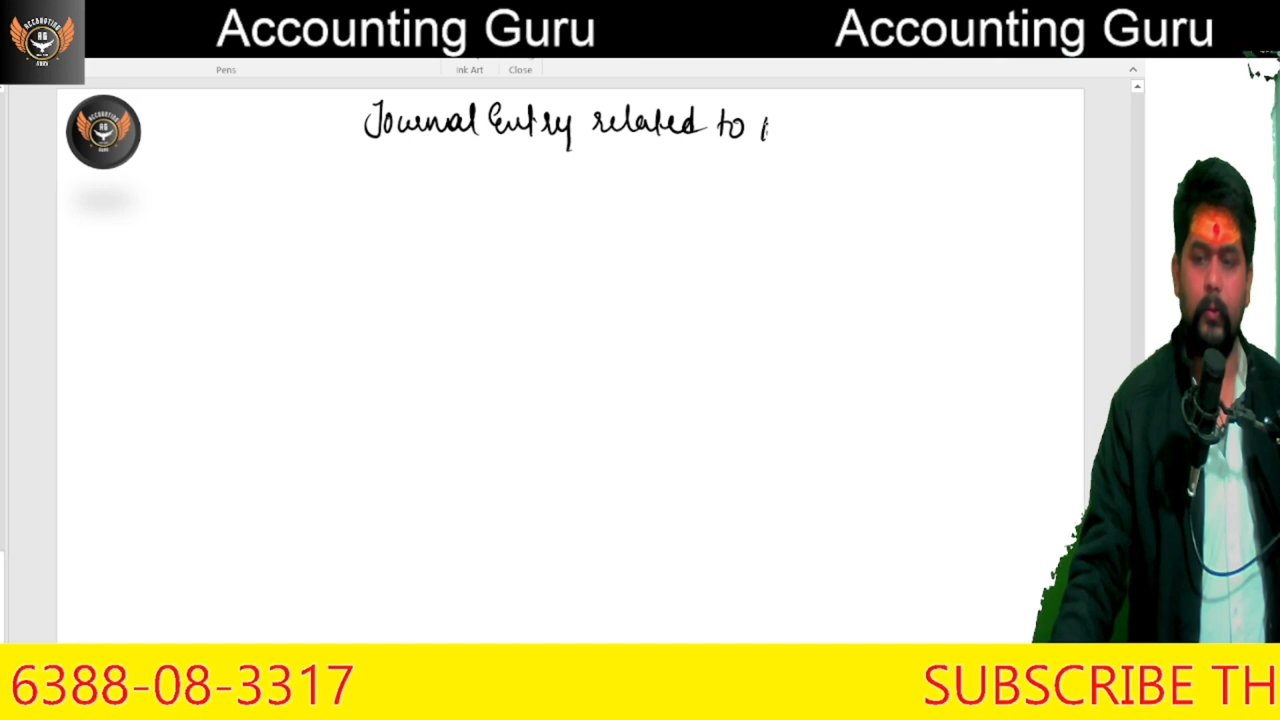 Accounting Guru
Accounting Guru
Pens
Ink Art
Close
Journal Entry related to
6388-08-3317
SUBSCRIBE TH